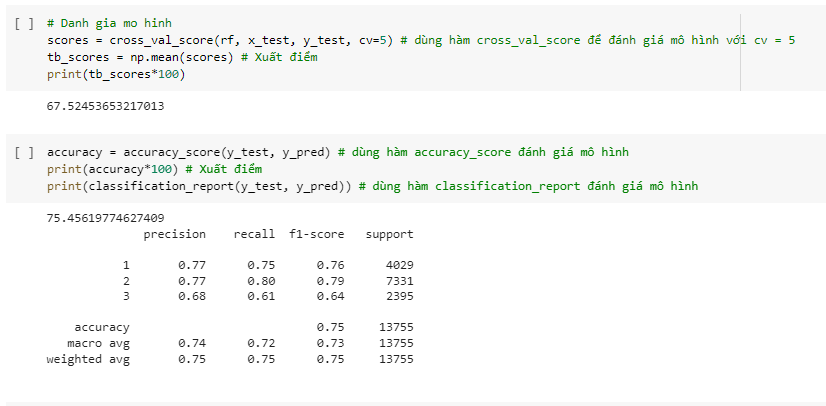 [ ] # Danh gia mo hinh
scores = cross_val_score(rf, x_test, y_test, cv=5) # dùng hàm cross_val_score để đánh giá mô hình với cv = 5
tb_scores = np.mean(scores) # Xuất điểm
print(tb_scores*100)
67.52453653217013
[ ] accuracy = accuracy_score(y_test, y_pred) # dùng hàm accuracy_score đánh giá mô hình
print(accuracy*100) # Xuất điểm
print(classification_report(y_test, y_pred)) # dùng hàm classification_report đánh giá mô hình
75.45619774627409
precision recall f1-score support
1 0.77 0.75 0.76 4029
2 0.77 0.80 0.79 7331
3 0.68 0.61 0.64 2395
accuracy 0.75 13755
macro avg 0.74 0.72 0.73 13755
weighted avg 0.75 0.75 0.75 13755